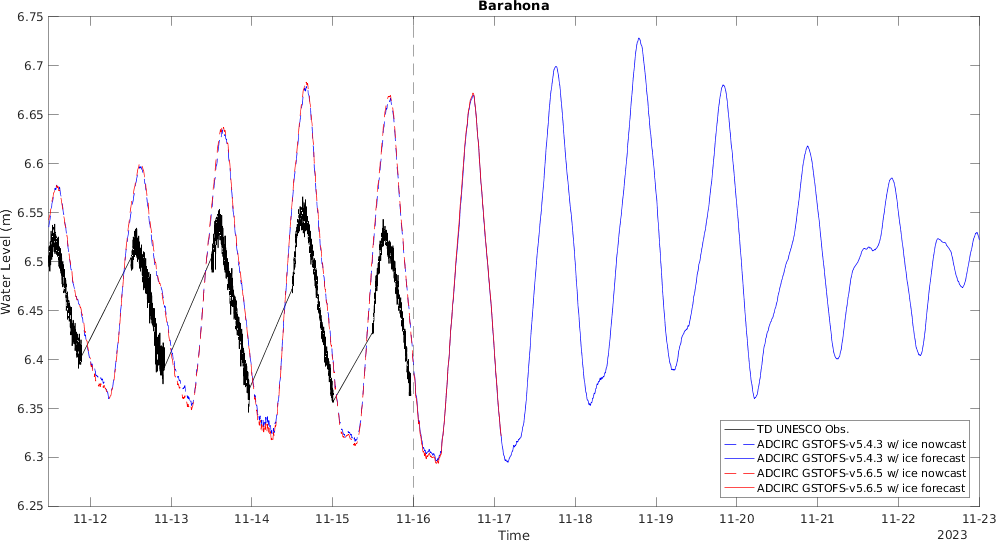 Barahona
Water Level (m)
6.75
6.7
6.65
6.6
6.55
6.5
6.45
6.4
6.35
6.3
6.25
TD UNESCO Obs.
ADCIRC GSTOFS-v5.4.3 w/ ice nowcast
ADCIRC GSTOFS-v5.4.3 w/ ice forecast
ADCIRC GSTOFS-v5.6.5 w/ ice nowcast
ADCIRC GSTOFS-v5.6.5 w/ ice forecast
11-12 11-13 11-14 11-15 11-16 11-17 11-18 11-19 11-20 11-21 11-22 11-23
Time
2023